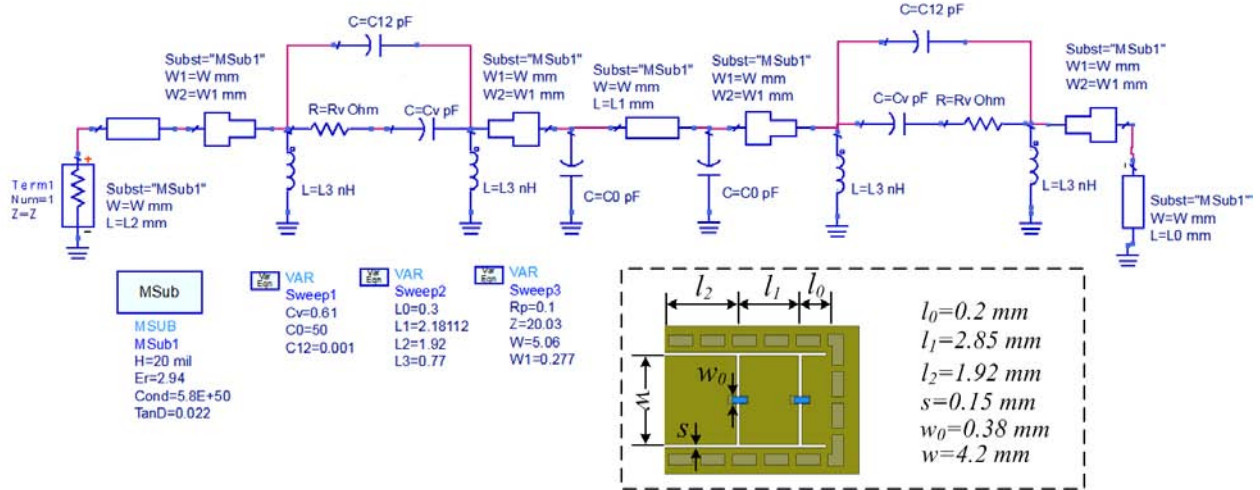 C=C12 pF
Subst="MSub1"
W1=W mm
W2=W1 mm
R=Rv Ohm
C=Cv pF
Subst="MSub1"
W1=W mm
W2=W1 mm
Subst="MSub1"
W=W mm
L=L1 mm
Subst="MSub1"
W1=W mm
W2=W1 mm
C=C12 pF
C=Cv pF
R=Rv Ohm
Subst="MSub1"
W1=W mm
W2=W1 mm
Term1
Num=1
Z=Z
Subst="MSub1"
W=W mm
L=L2 mm
L=L3 nH
L=L3 nH
C=C0 pF
C=C0 pF
L=L3 nH
L=L3 nH
Subst="MSub1"
W=W mm
L=L0 mm
MSub
MSUB
MSub1
H=20 mil
Er=2.94
Cond=5.8E+50
TanD=0.022
Var
Eqn
VAR
Sweep1
Cv=0.61
C0=50
C12=0.001
Var
Eqn
VAR
Sweep2
L0=0.3
L1=2.18112
L2=1.92
L3=0.77
Var
Eqn
VAR
Sweep3
Rp=0.1
Z=20.03
W=5.06
W1=0.277
l2
l1
l0
w
w0
s
l0=0.2 mm
l1=2.85 mm
l2=1.92 mm
s=0.15 mm
w0=0.38 mm
w=4.2 mm